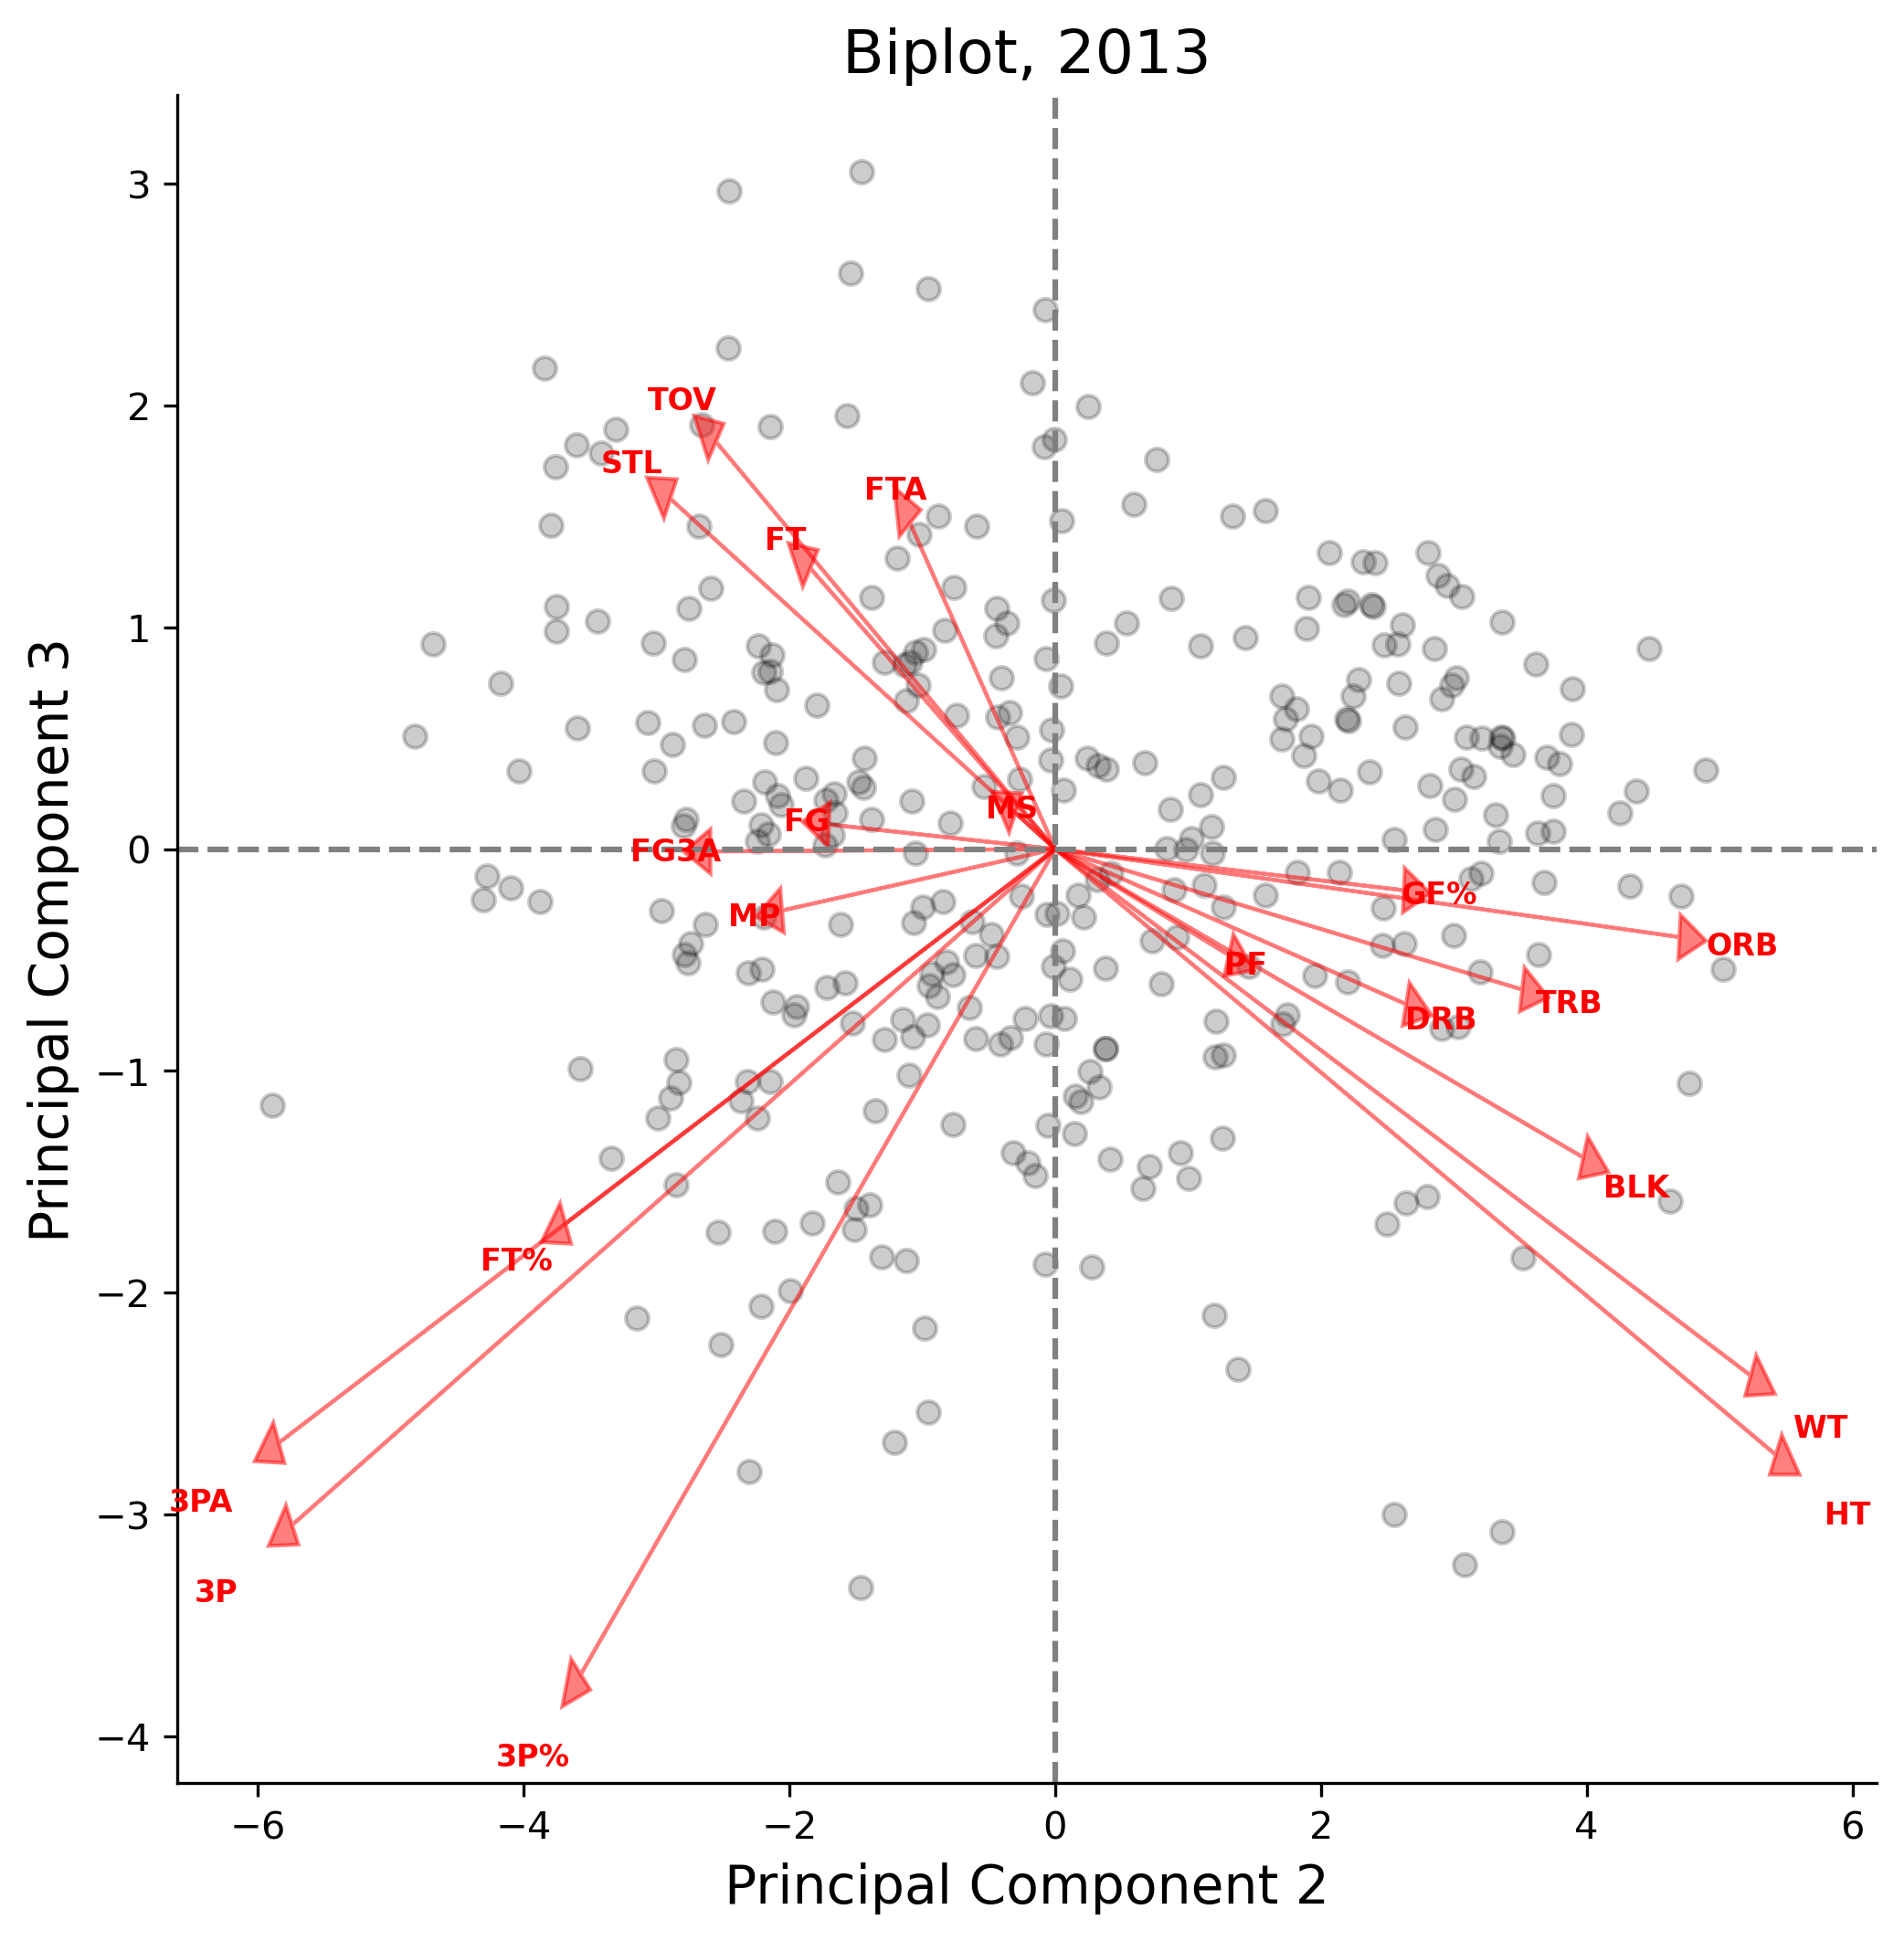 Biplot, 2013
Principal Component 3
3
2
1
0
−1
−2
−3
−4
TOV
STL
FTA
FT
MS
FG
FG3A
MP
GF%
ORB
PF
TRB
DRB
BLK
FT%
WT
3PA
HT
3P
3P%
−6
−4
−2
0
2
4
6
Principal Component 2